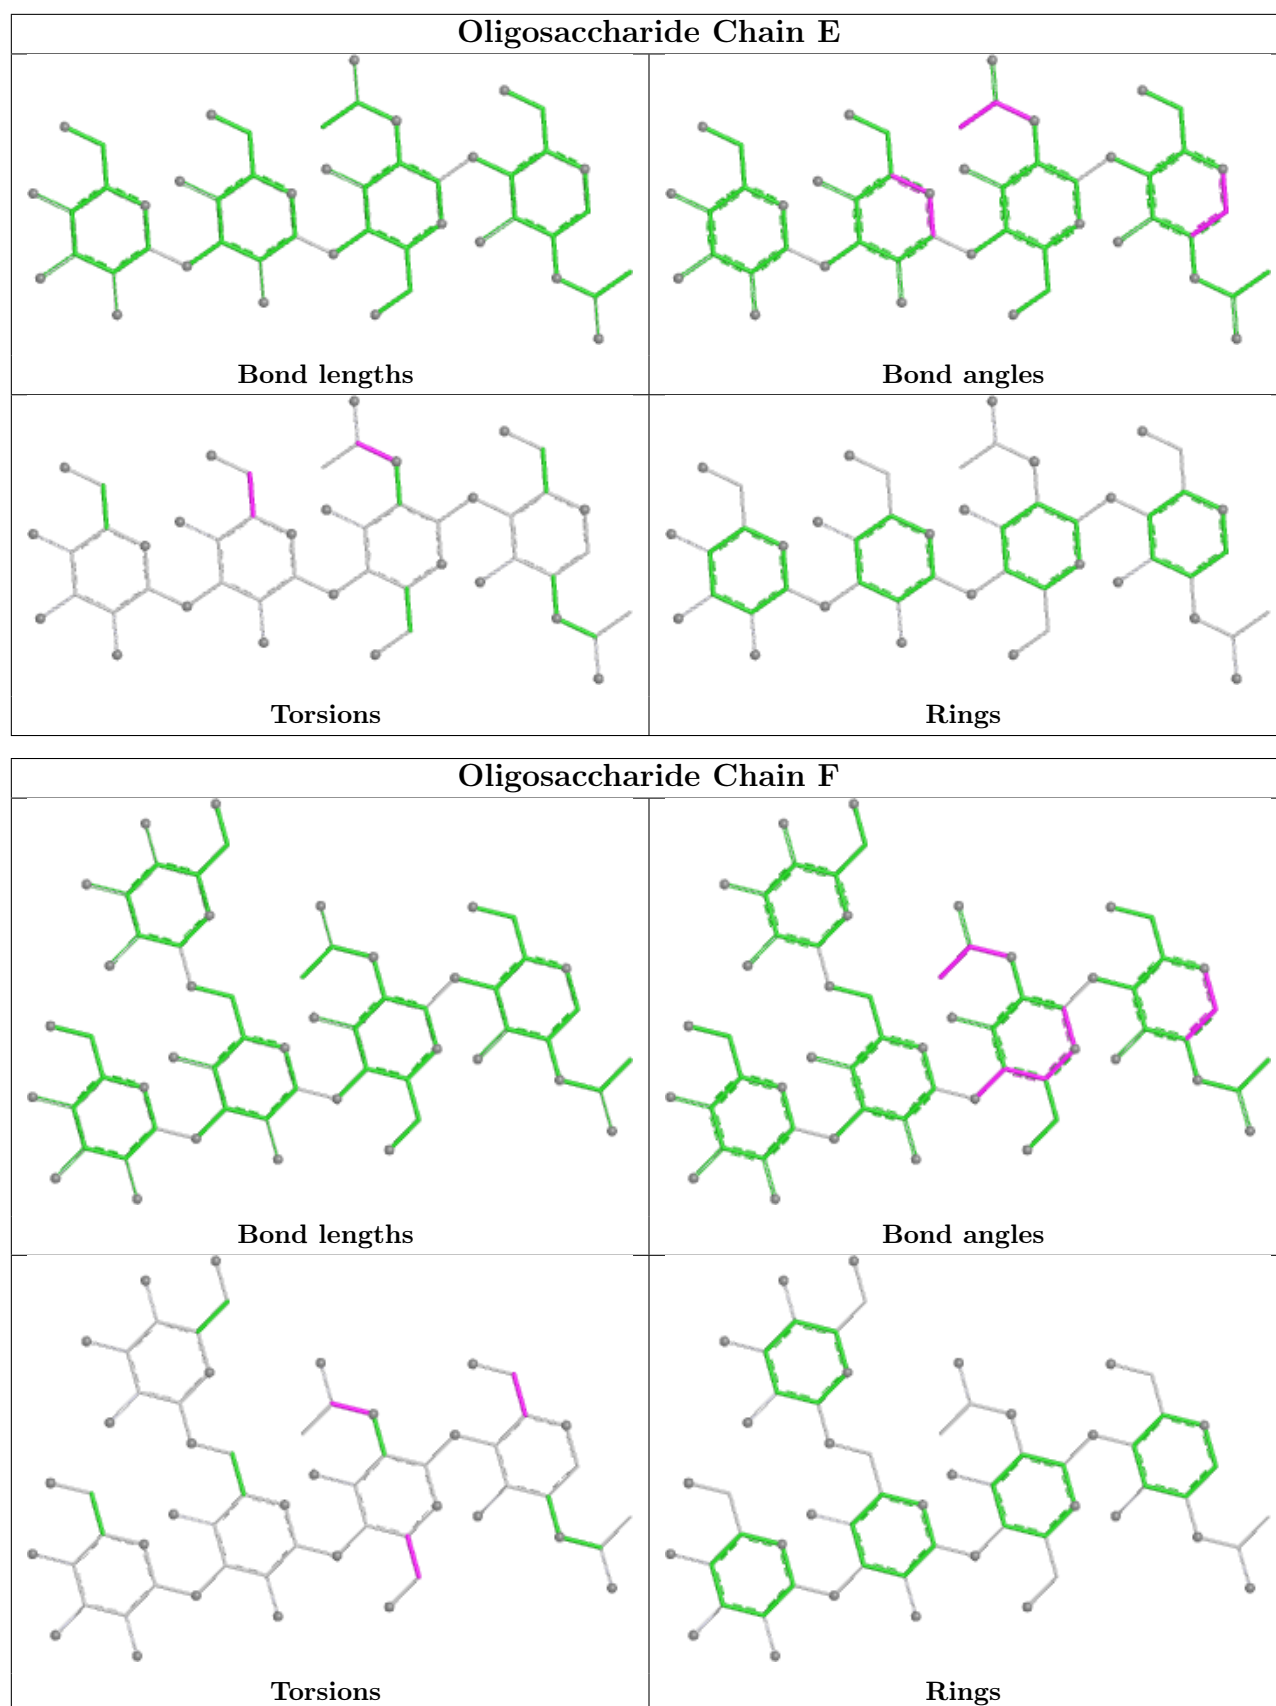 Oligosaccharide Chain E
Bond lengths
Bond angles
Torsions
Rings
Oligosaccharide Chain F
Bond lengths
Bond angles
Torsions
Rings